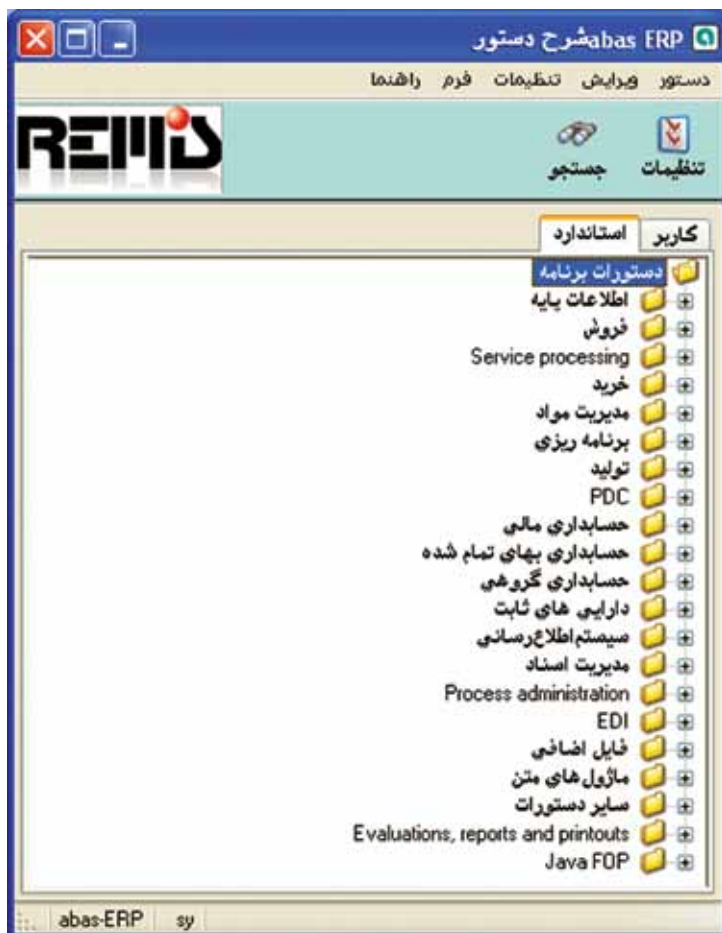 abas ERP شرح دستور
دستور ویرایش تنظیمات فرم راهنما
REMIS
تنظیمات جستجو
کاربر استاندارد
دستورات برنامه
اطلاعات پایه
فروش
Service processing
خرید
مدیریت مواد
برنامه ریزی
تولید
PDC
حسابداری مالی
حسابداری بهای تمام شده
حسابداری گروهی
دارایی های ثابت
سیستم‌اطلاع‌رسانی
مدیریت اسناد
Process administration
EDI
فایل اضافی
ماژول‌های متن
سایر دستورات
Evaluations, reports and printouts
Java FOP
abas-ERP sy